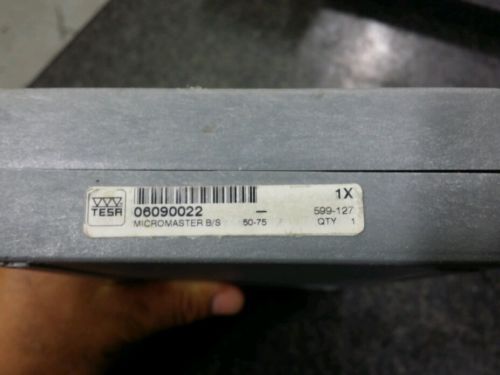 TESA
1X
06090022 – 599-127
MICROMASTER B/S 50-75 QTY 1